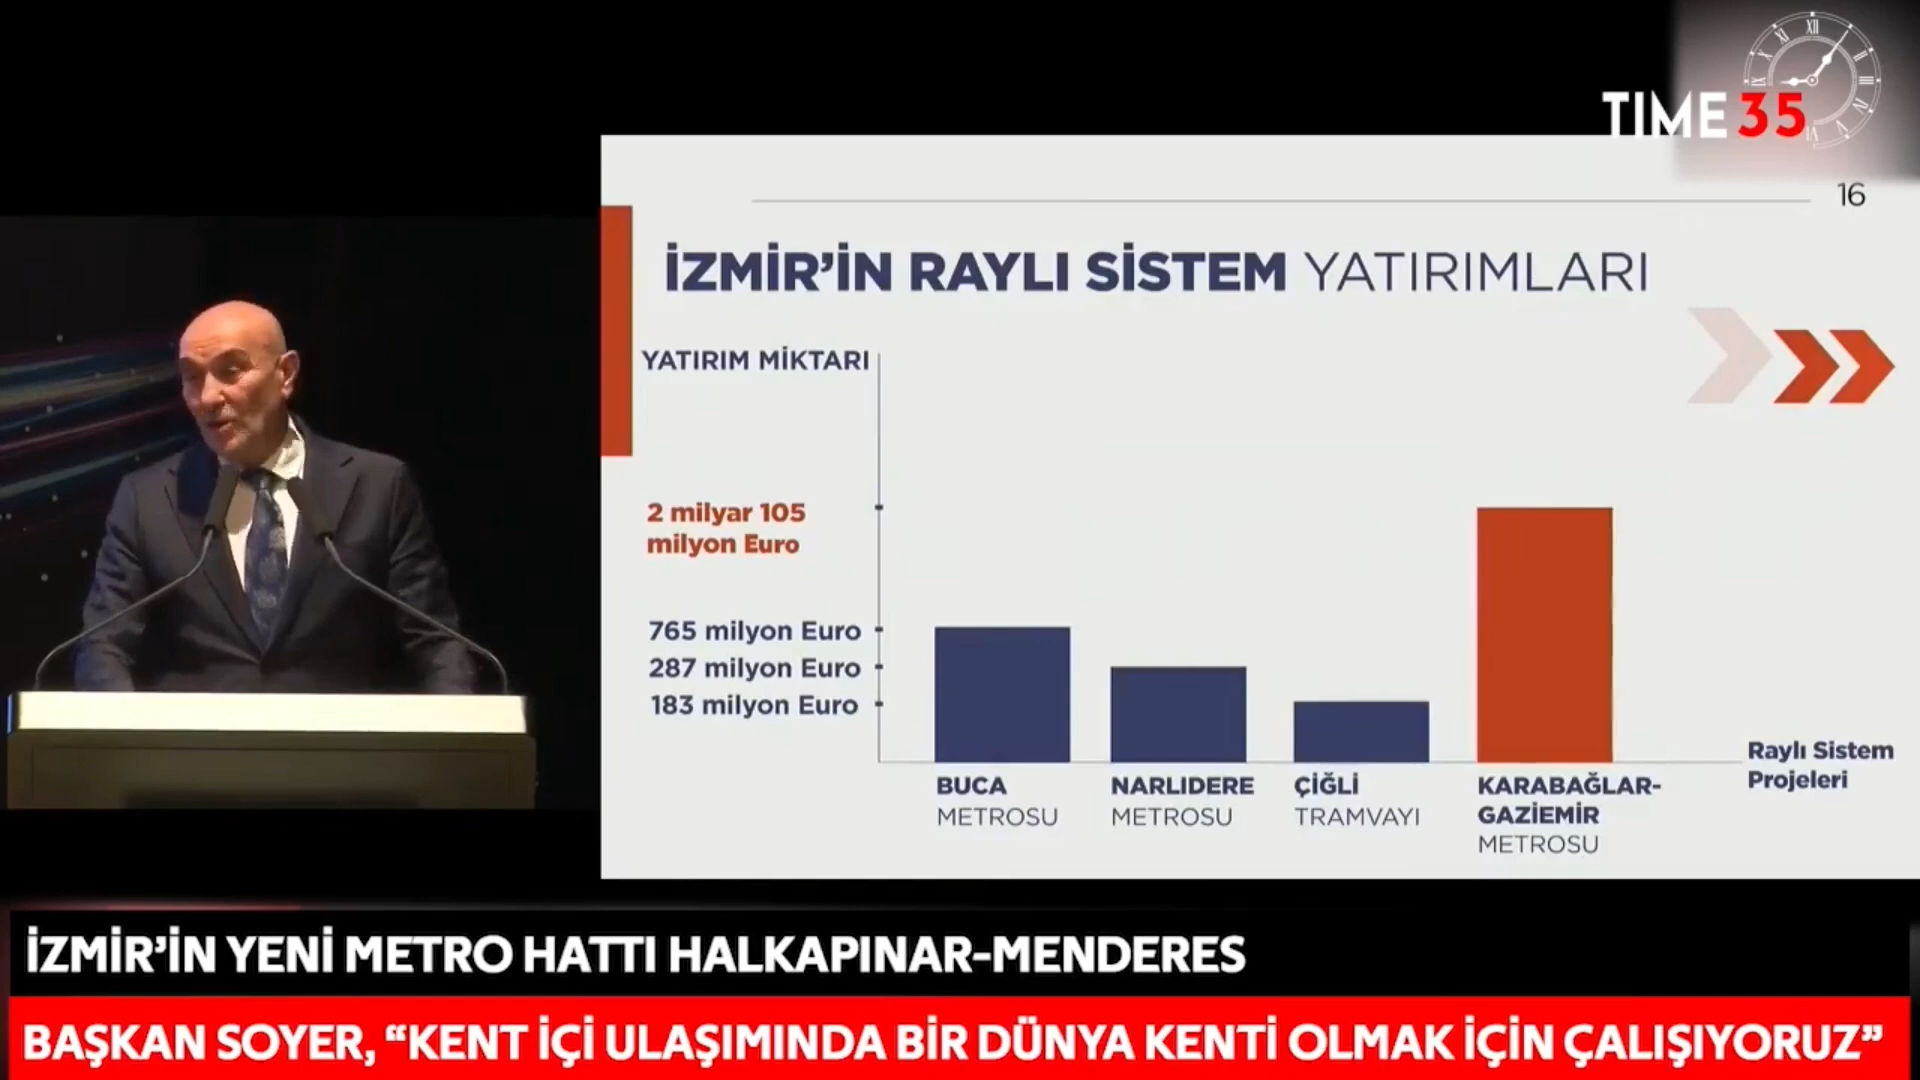 TIME 35
16
İZMİR’İN RAYLI SİSTEM YATIRIMLARI
YATIRIM MİKTARI
2 milyar 105
milyon Euro
765 milyon Euro
287 milyon Euro
183 milyon Euro
Raylı Sistem
Projeleri
BUCA
METROSU
NARLIDERE
METROSU
ÇİĞLİ
TRAMVAYI
KARABAĞLAR-
GAZİEMİR
METROSU
İZMİR’İN YENİ METRO HATTI HALKAPINAR-MENDERES
BAŞKAN SOYER, “KENT İÇİ ULAŞIMINDA BİR DÜNYA KENTİ OLMAK İÇİN ÇALIŞIYORUZ”